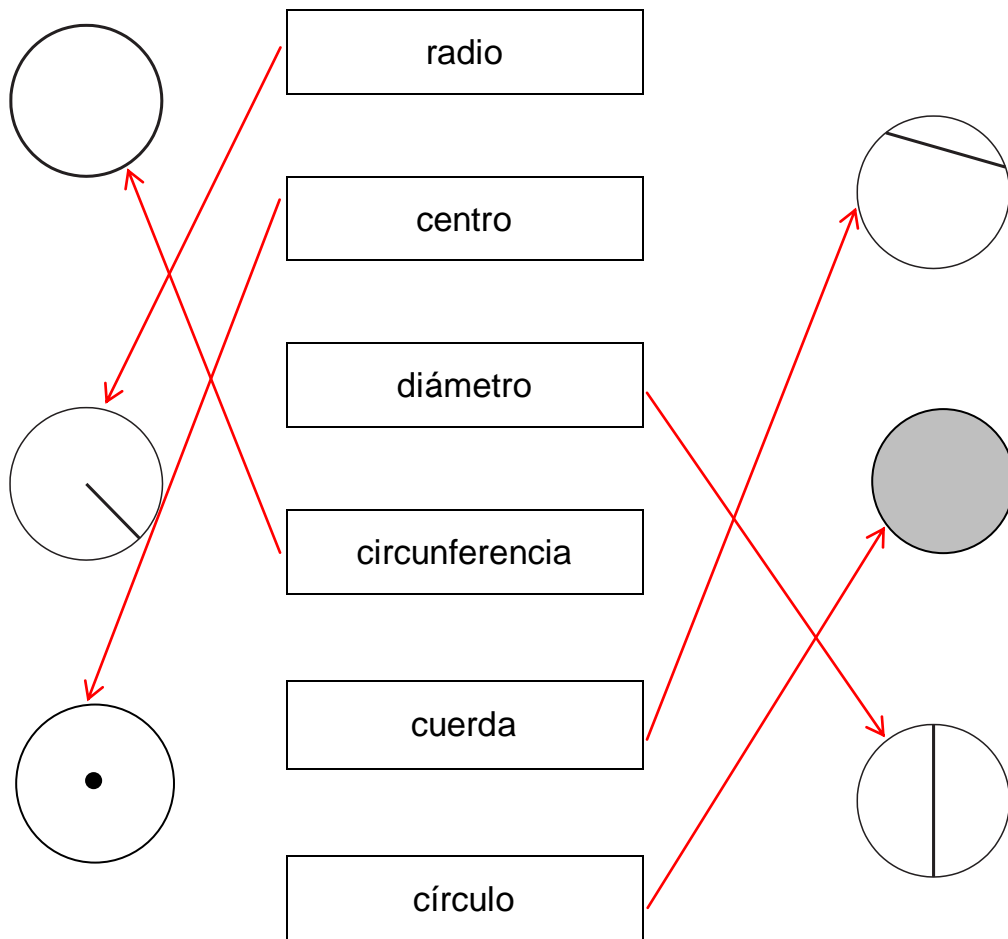 radio
centro
diámetro
circunferencia
cuerda
círculo